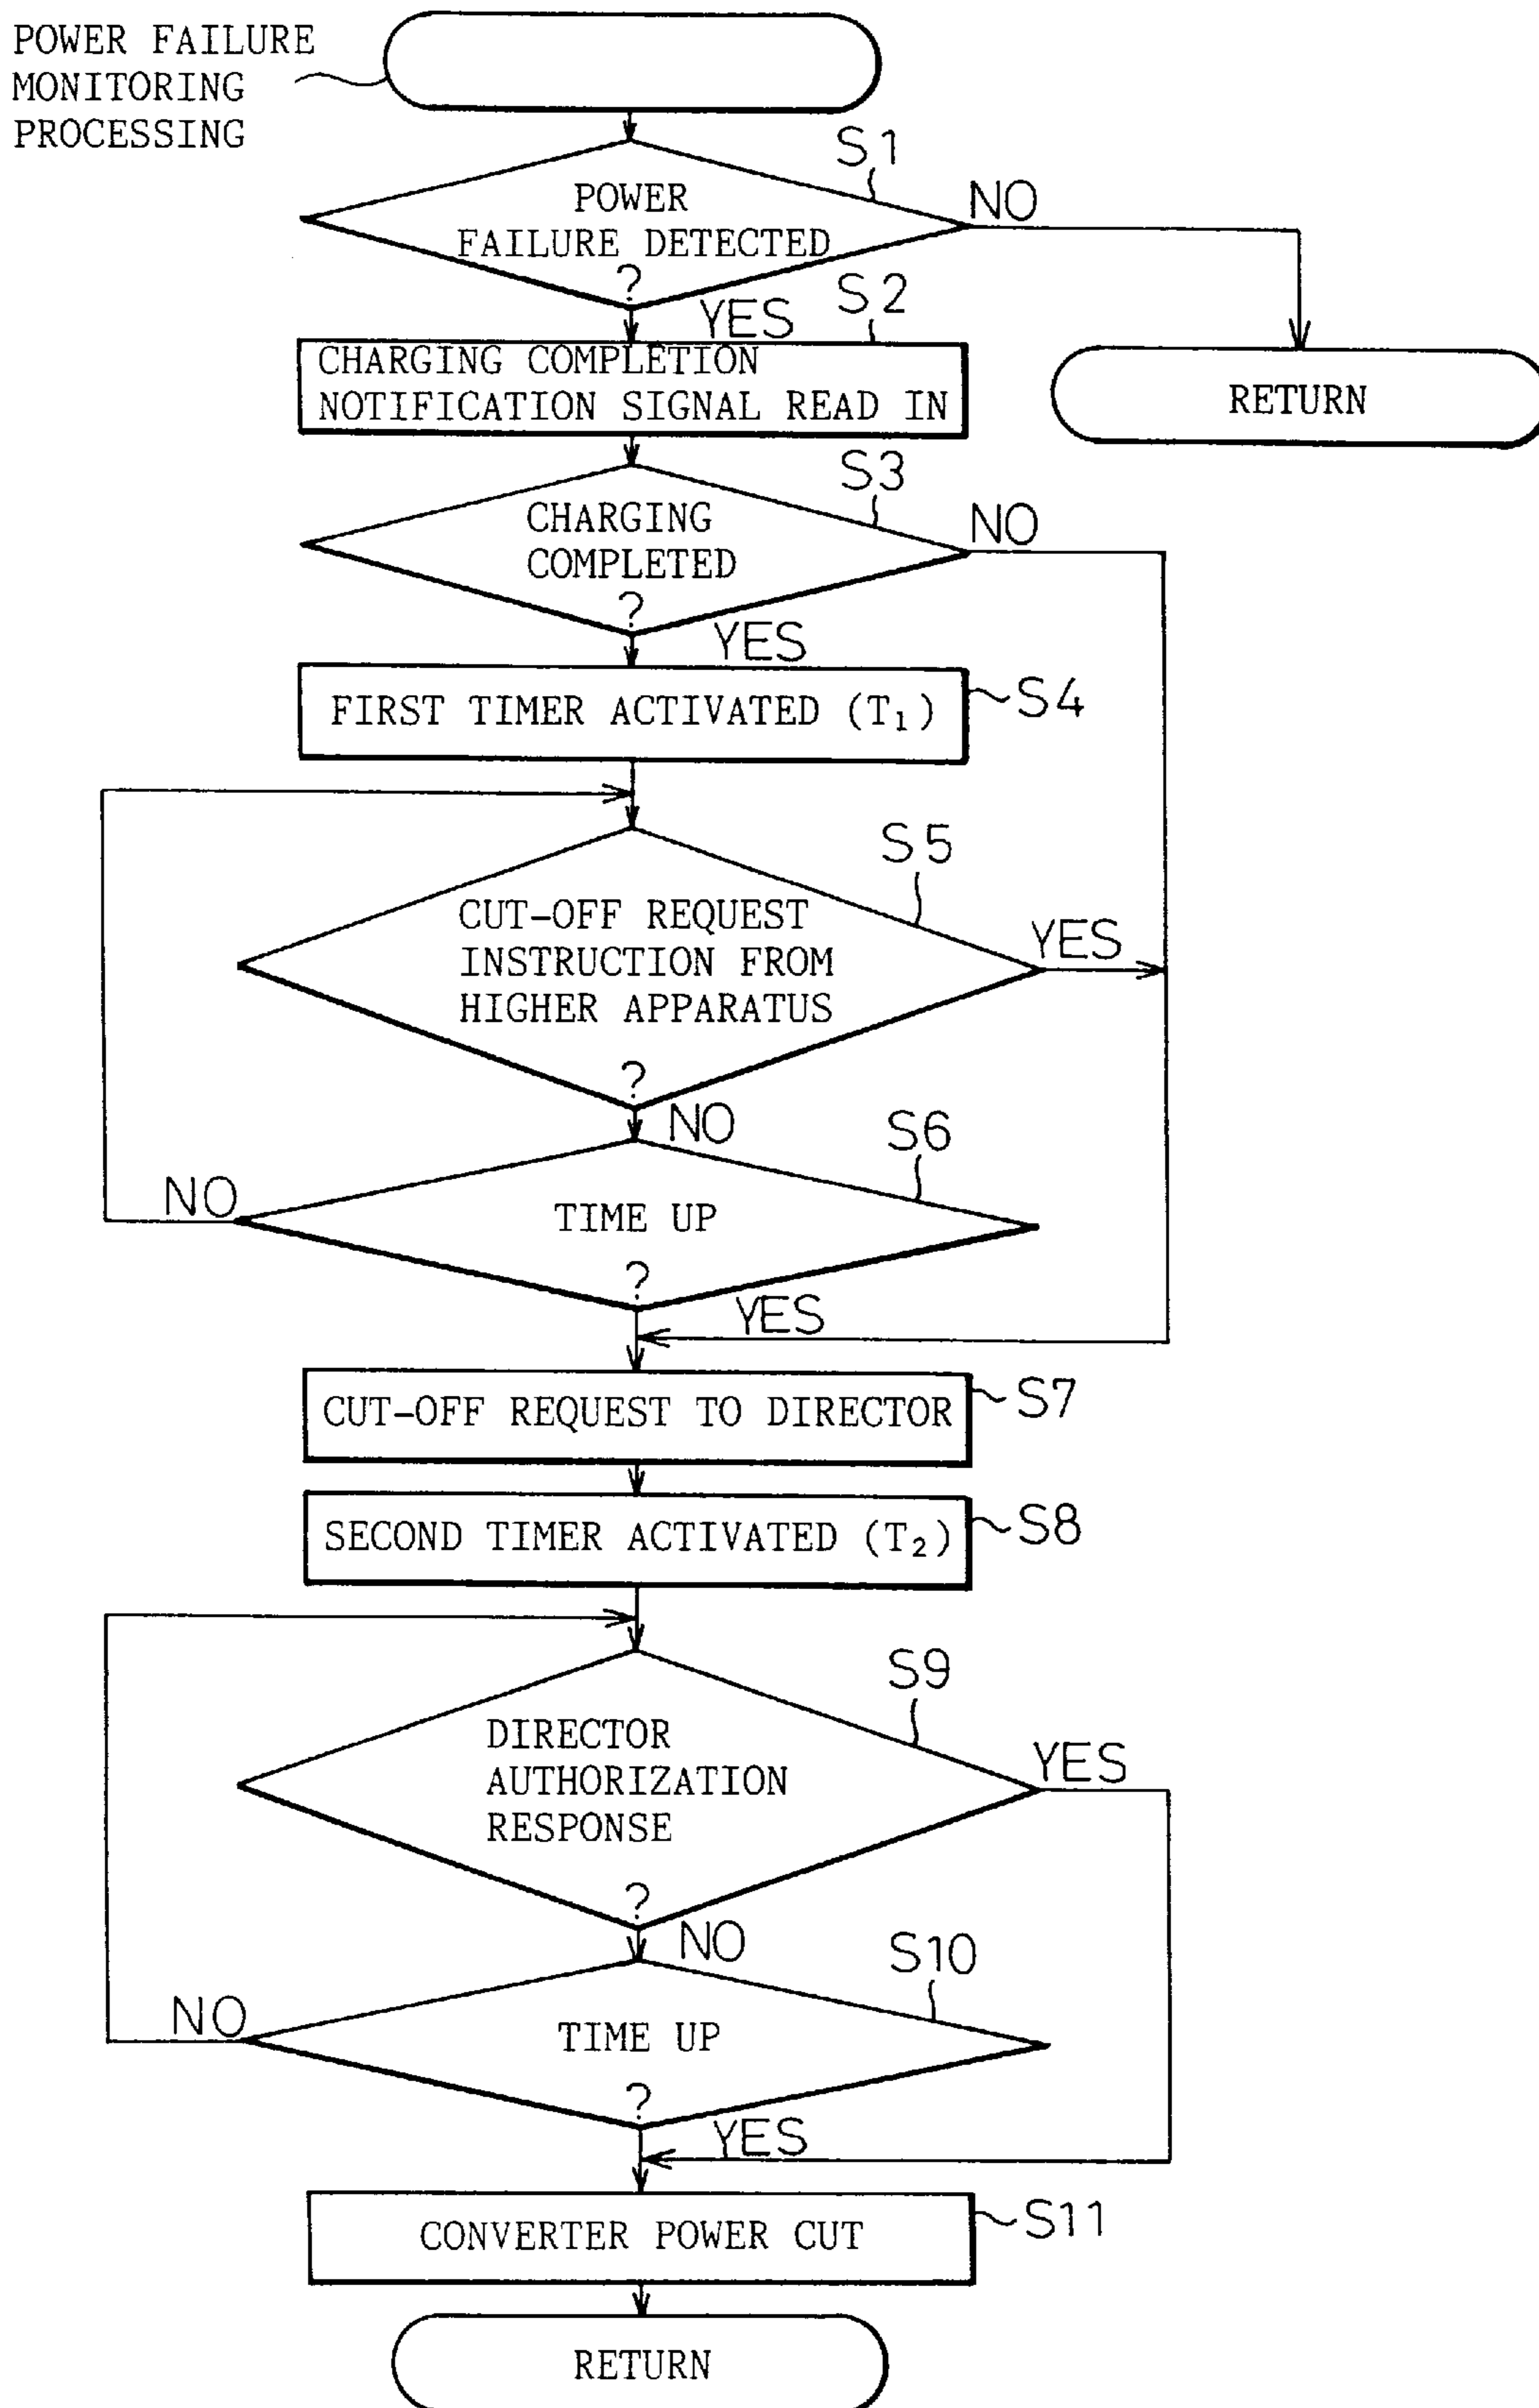 POWER FAILURE
MONITORING
PROCESSING
S1
POWER
FAILURE DETECTED
?
NO
YES
S2
CHARGING COMPLETION
NOTIFICATION SIGNAL READ IN
RETURN
S3
CHARGING
COMPLETED
?
NO
YES
FIRST TIMER ACTIVATED (T₁)
S4
S5
CUT-OFF REQUEST
INSTRUCTION FROM
HIGHER APPARATUS
?
YES
NO
S6
NO
TIME UP
?
YES
CUT-OFF REQUEST TO DIRECTOR
S7
SECOND TIMER ACTIVATED (T₂)
S8
S9
DIRECTOR
AUTHORIZATION
RESPONSE
?
YES
NO
S10
NO
TIME UP
?
YES
CONVERTER POWER CUT
S11
RETURN